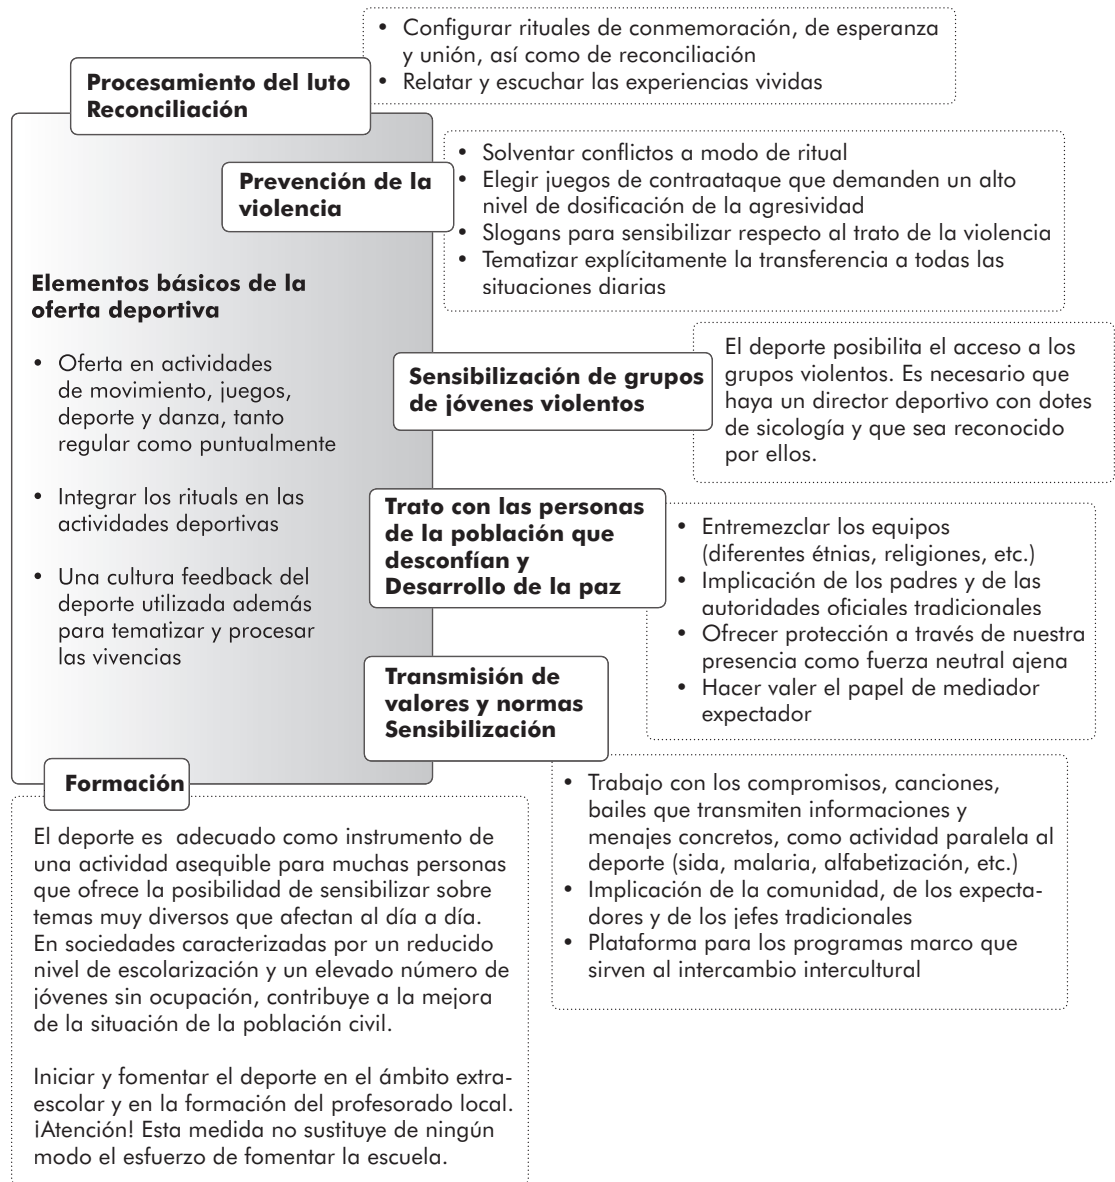 • Configurar rituales de conmemoración, de esperanza
y unión, así como de reconciliación
• Relatar y escuchar las experiencias vividas
Procesamiento del luto
Reconciliación
• Solventar conflictos a modo de ritual
• Elegir juegos de contraataque que demanden un alto
nivel de dosificación de la agresividad
• Slogans para sensibilizar respecto al trato de la violencia
• Tematizar explícitamente la transferencia a todas las
situaciones diarias
Prevención de la
violencia
Elementos básicos de la
oferta deportiva
• Oferta en actividades
de movimiento, juegos,
deporte y danza, tanto
regular como puntualmente
• Integrar los rituals en las
actividades deportivas
• Una cultura feedback del
deporte utilizada además
para tematizar y procesar
las vivencias
Sensibilización de grupos
de jóvenes violentos
El deporte posibilita el acceso a los
grupos violentos. Es necesario que
haya un director deportivo con dotes
de sicología y que sea reconocido
por ellos.
Trato con las personas
de la población que
desconfían y
Desarrollo de la paz
• Entremezclar los equipos
(diferentes étnias, religiones, etc.)
• Implicación de los padres y de las
autoridades oficiales tradicionales
• Ofrecer protección a través de nuestra
presencia como fuerza neutral ajena
• Hacer valer el papel de mediador
expectador
Transmisión de
valores y normas
Sensibilización
• Trabajo con los compromisos, canciones,
bailes que transmiten informaciones y
menajes concretos, como actividad paralela al
deporte (sida, malaria, alfabetización, etc.)
• Implicación de la comunidad, de los expecta-
dores y de los jefes tradicionales
• Plataforma para los programas marco que
sirven al intercambio intercultural
Formación
El deporte es adecuado como instrumento de
una actividad asequible para muchas personas
que ofrece la posibilidad de sensibilizar sobre
temas muy diversos que afectan al día a día.
En sociedades caracterizadas por un reducido
nivel de escolarización y un elevado número de
jóvenes sin ocupación, contribuye a la mejora
de la situación de la población civil.
Iniciar y fomentar el deporte en el ámbito extra-
escolar y en la formación del profesorado local.
¡Atención! Esta medida no sustituye de ningún
modo el esfuerzo de fomentar la escuela.